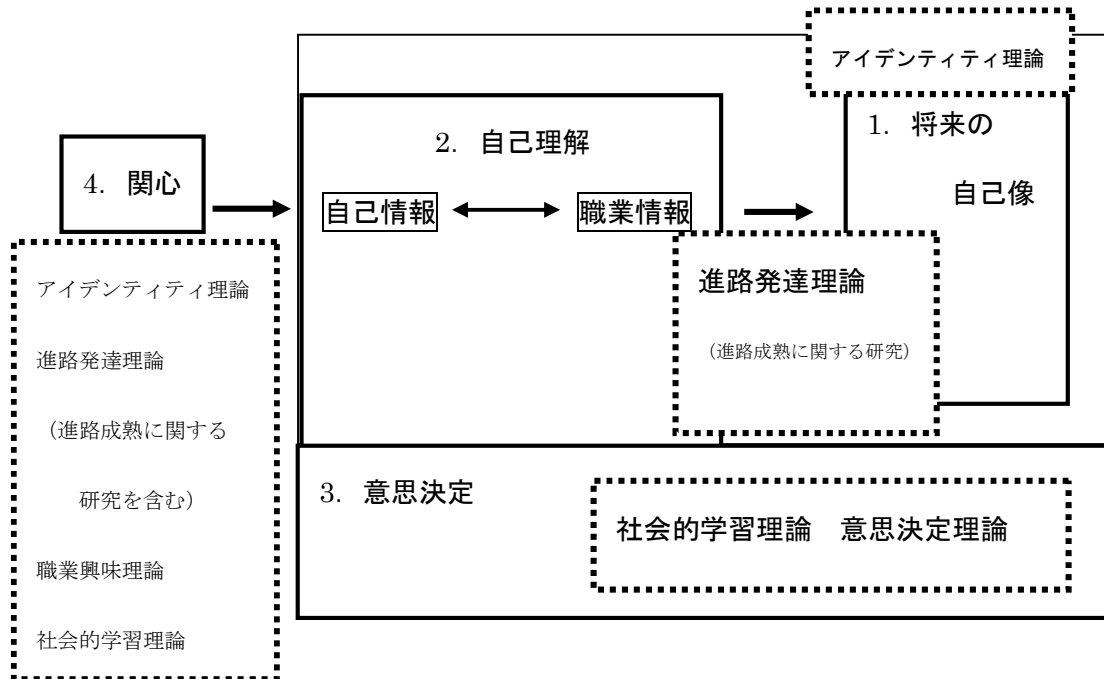 アイデンティティ理論
1. 将来の
自己像
2. 自己理解
自己情報
職業情報
4. 関心
進路発達理論
（進路成熟に関する研究）
アイデンティティ理論
進路発達理論
（進路成熟に関する
研究を含む）
職業興味理論
社会的学習理論
3. 意思決定
社会的学習理論　意思決定理論